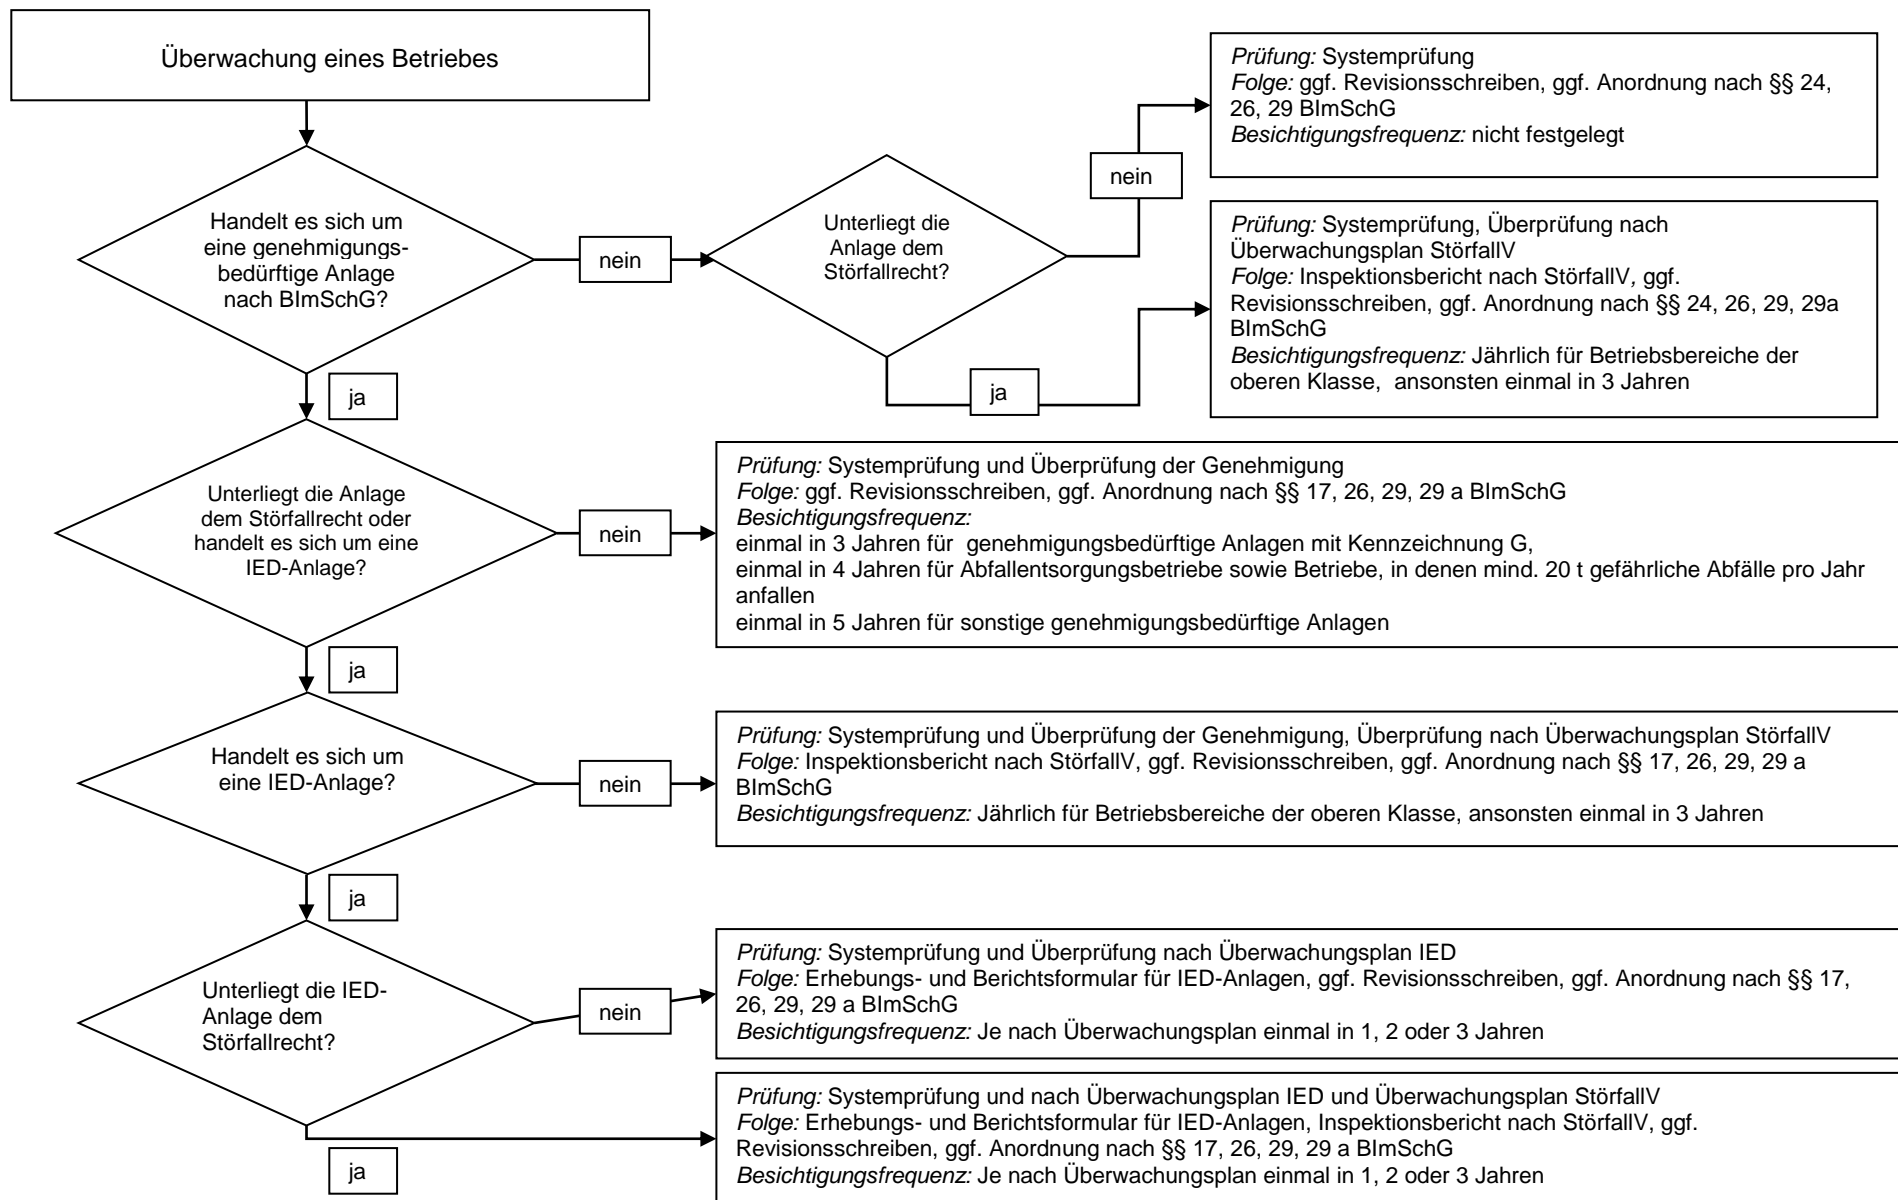 Überwachung eines Betriebes
Prüfung: Systemprüfung
Folge: ggf. Revisionsschreiben, ggf. Anordnung nach §§ 24,
26, 29 BImSchG
Besichtigungsfrequenz: nicht festgelegt
nein
Handelt es sich um
eine genehmigungs-
bedürftige Anlage
nach BImSchG?
nein
Unterliegt die
Anlage dem
Störfallrecht?
Prüfung: Systemprüfung, Überprüfung nach
Überwachungsplan StörfallV
Folge: Inspektionsbericht nach StörfallV, ggf.
Revisionsschreiben, ggf. Anordnung nach §§ 24, 26, 29, 29a
BImSchG
Besichtigungsfrequenz: Jährlich für Betriebsbereiche der
oberen Klasse, ansonsten einmal in 3 Jahren
ja
ja
Unterliegt die Anlage
dem Störfallrecht oder
handelt es sich um eine
IED-Anlage?
nein
Prüfung: Systemprüfung und Überprüfung der Genehmigung
Folge: ggf. Revisionsschreiben, ggf. Anordnung nach §§ 17, 26, 29, 29 a BImSchG
Besichtigungsfrequenz:
einmal in 3 Jahren für genehmigungsbedürftige Anlagen mit Kennzeichnung G,
einmal in 4 Jahren für Abfallentsorgungsbetriebe sowie Betriebe, in denen mind. 20 t gefährliche Abfälle pro Jahr
anfallen
einmal in 5 Jahren für sonstige genehmigungsbedürftige Anlagen
ja
Handelt es sich um
eine IED-Anlage?
nein
Prüfung: Systemprüfung und Überprüfung der Genehmigung, Überprüfung nach Überwachungsplan StörfallV
Folge: Inspektionsbericht nach StörfallV, ggf. Revisionsschreiben, ggf. Anordnung nach §§ 17, 26, 29, 29 a
BImSchG
Besichtigungsfrequenz: Jährlich für Betriebsbereiche der oberen Klasse, ansonsten einmal in 3 Jahren
ja
Unterliegt die IED-
Anlage dem
Störfallrecht?
nein
Prüfung: Systemprüfung und Überprüfung nach Überwachungsplan IED
Folge: Erhebungs- und Berichtsformular für IED-Anlagen, ggf. Revisionsschreiben, ggf. Anordnung nach §§ 17,
26, 29, 29 a BImSchG
Besichtigungsfrequenz: Je nach Überwachungsplan einmal in 1, 2 oder 3 Jahren
ja
Prüfung: Systemprüfung und nach Überwachungsplan IED und Überwachungsplan StörfallV
Folge: Erhebungs- und Berichtsformular für IED-Anlagen, Inspektionsbericht nach StörfallV, ggf.
Revisionsschreiben, ggf. Anordnung nach §§ 17, 26, 29, 29 a BImSchG
Besichtigungsfrequenz: Je nach Überwachungsplan einmal in 1, 2 oder 3 Jahren